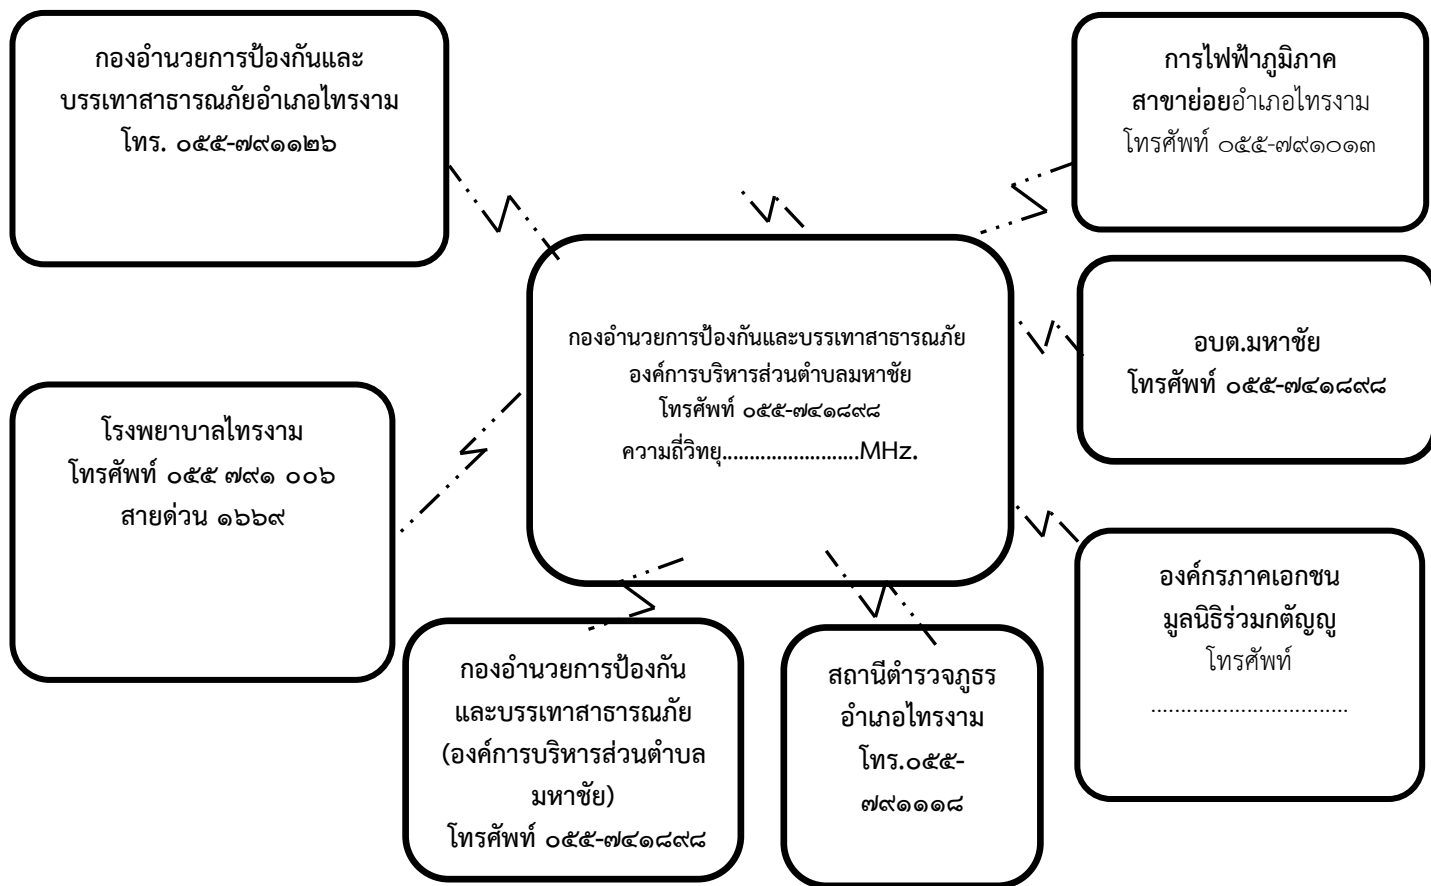 กองอำนวยการป้องกันและ
บรรเทาสาธารณภัยอำเภอไทรงาม
โทร. ๐๕๕-๗๙๑๑๒๖
การไฟฟ้าภูมิภาค
สาขาย่อยอำเภอไทรงาม
โทรศัพท์ ๐๕๕-๗๙๑๐๑๓
กองอำนวยการป้องกันและบรรเทาสาธารณภัย
องค์การบริหารส่วนตำบลมหาชัย
โทรศัพท์ ๐๕๕-๗๔๑๘๙๘
ความถี่วิทยุ.........................MHz.
อบต.มหาชัย
โทรศัพท์ ๐๕๕-๗๔๑๘๙๘
โรงพยาบาลไทรงาม
โทรศัพท์ ๐๕๕ ๗๙๑ ๐๐๖
สายด่วน ๑๖๖๙
องค์กรภาคเอกชน
มูลนิธิร่วมกตัญญู
โทรศัพท์
.................................
กองอำนวยการป้องกัน
และบรรเทาสาธารณภัย
(องค์การบริหารส่วนตำบล
มหาชัย)
โทรศัพท์ ๐๕๕-๗๔๑๘๙๘
สถานีตำรวจภูธร
อำเภอไทรงาม
โทร.๐๕๕-
๗๙๑๑๑๘